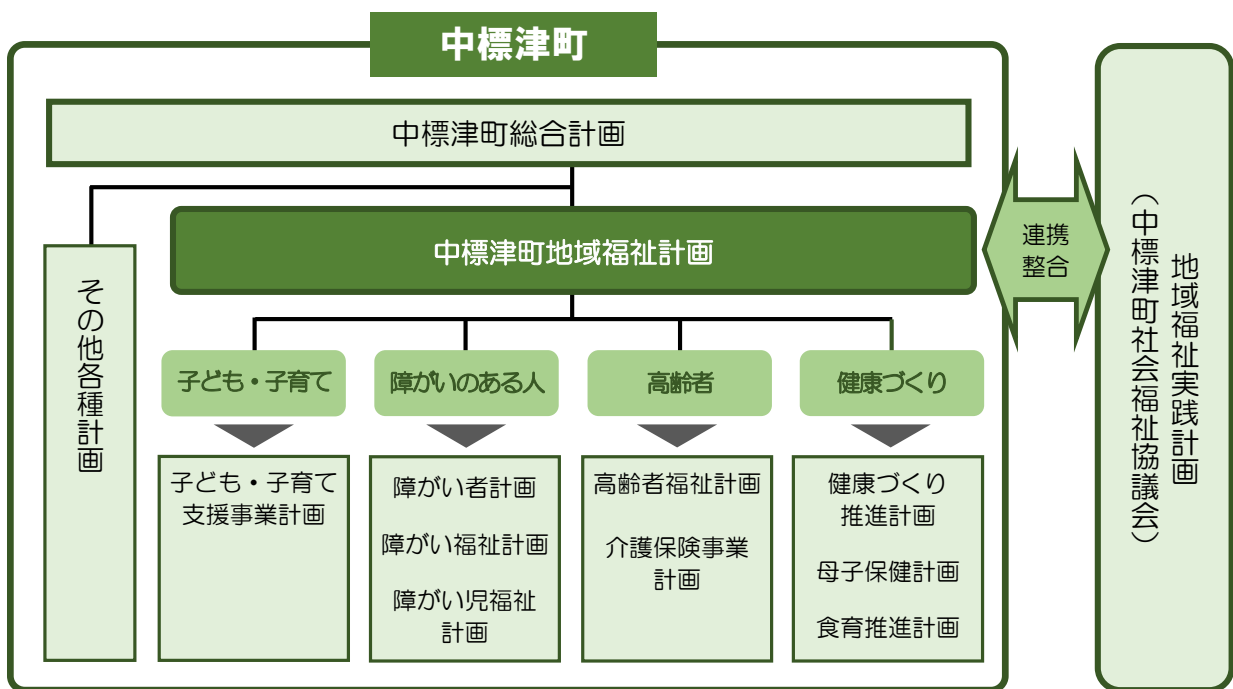 中標津町
中標津町総合計画
中標津町地域福祉計画
その他各種計画
子ども・子育て
障がいのある人
高齢者
健康づくり
子ども・子育て
支援事業計画
障がい者計画
障がい福祉計画
障がい児福祉
計画
高齢者福祉計画
介護保険事業
計画
健康づくり
推進計画
母子保健計画
食育推進計画
連携
整合
地域福祉実践計画
（中標津町社会福祉協議会）